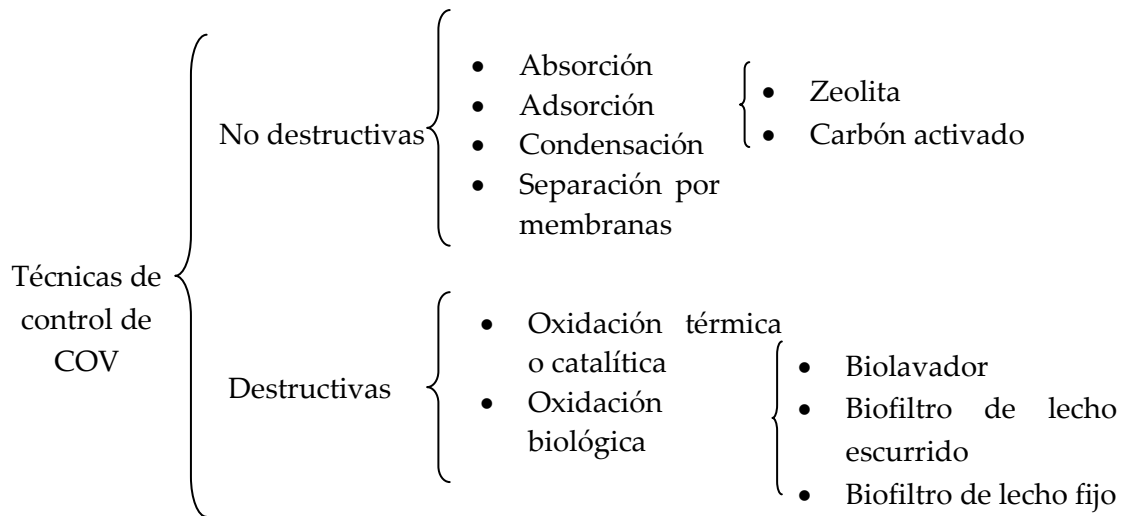 Técnicas de
control de
COV
No destructivas
• Absorción
• Adsorción
• Condensación
• Separación por
membranas
• Zeolita
• Carbón activado
Destructivas
• Oxidación térmica
o catalítica
• Oxidación
biológica
• Biolavador
• Biofiltro de lecho
escurrido
• Biofiltro de lecho fijo